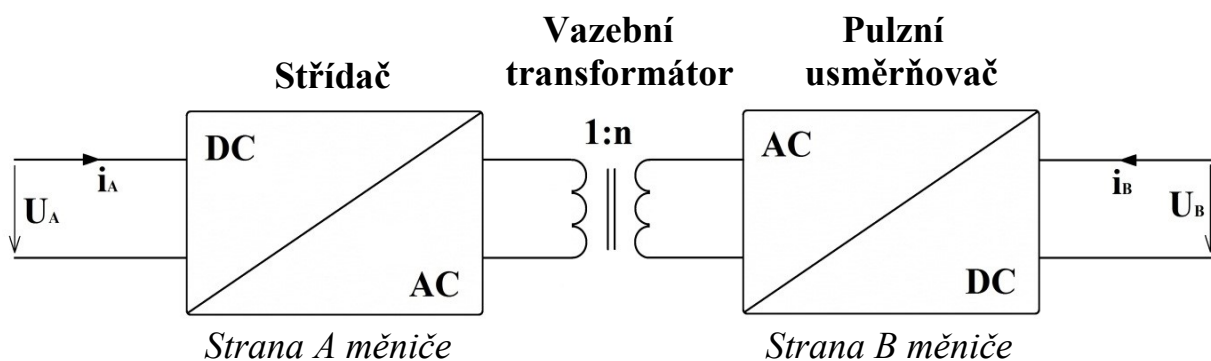 Střídač
Vazební
transformátor
Pulzní
usměrňovač
DC
AC
1:n
AC
DC
iA
UA
iB
UB
Strana A měniče
Strana B měniče